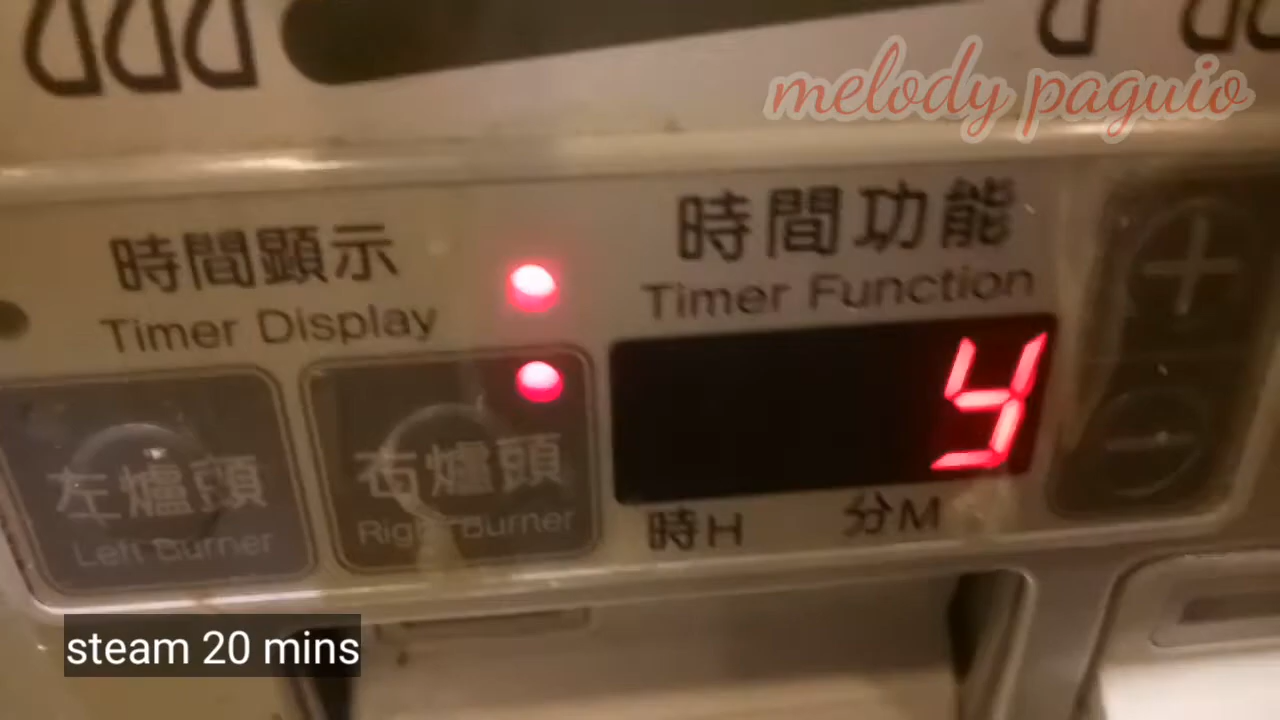 melody paguio
時間顯示
Timer Display
時間功能
Timer Function
左爐頭
Left Burner
右爐頭
Right Burner
時H
分M
steam 20 mins